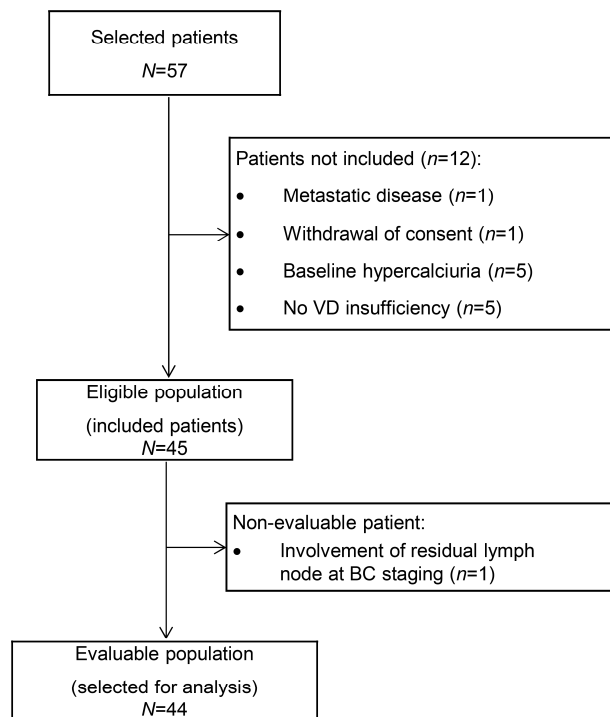 Selected patients
N=57
Patients not included (n=12):
• Metastatic disease (n=1)
• Withdrawal of consent (n=1)
• Baseline hypercalciuria (n=5)
• No VD insufficiency (n=5)
Eligible population
(included patients)
N=45
Non-evaluable patient:
• Involvement of residual lymph
node at BC staging (n=1)
Evaluable population
(selected for analysis)
N=44